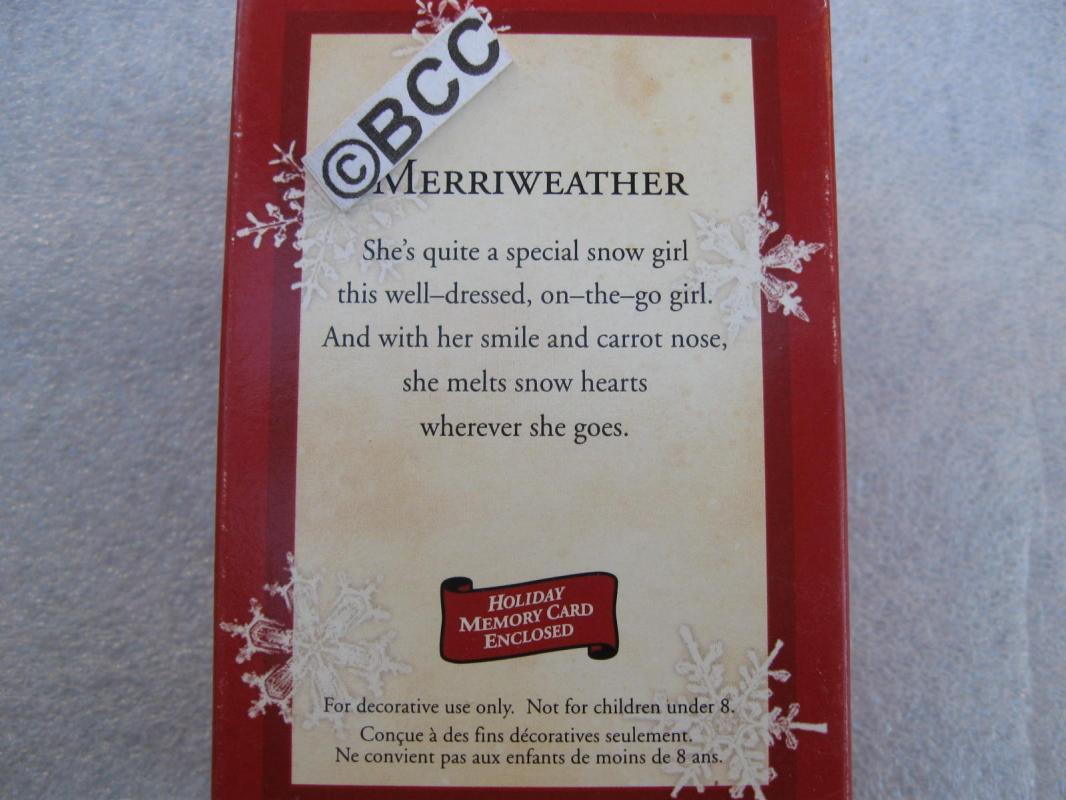 ©BCC
MERRIWEATHER
She's quite a special snow girl
this well–dressed, on–the–go girl.
And with her smile and carrot nose,
she melts snow hearts
wherever she goes.
HOLIDAY
MEMORY CARD
ENCLOSED
For decorative use only. Not for children under 8.
Conçue à des fins décoratives seulement.
Ne convient pas aux enfants de moins de 8 ans.